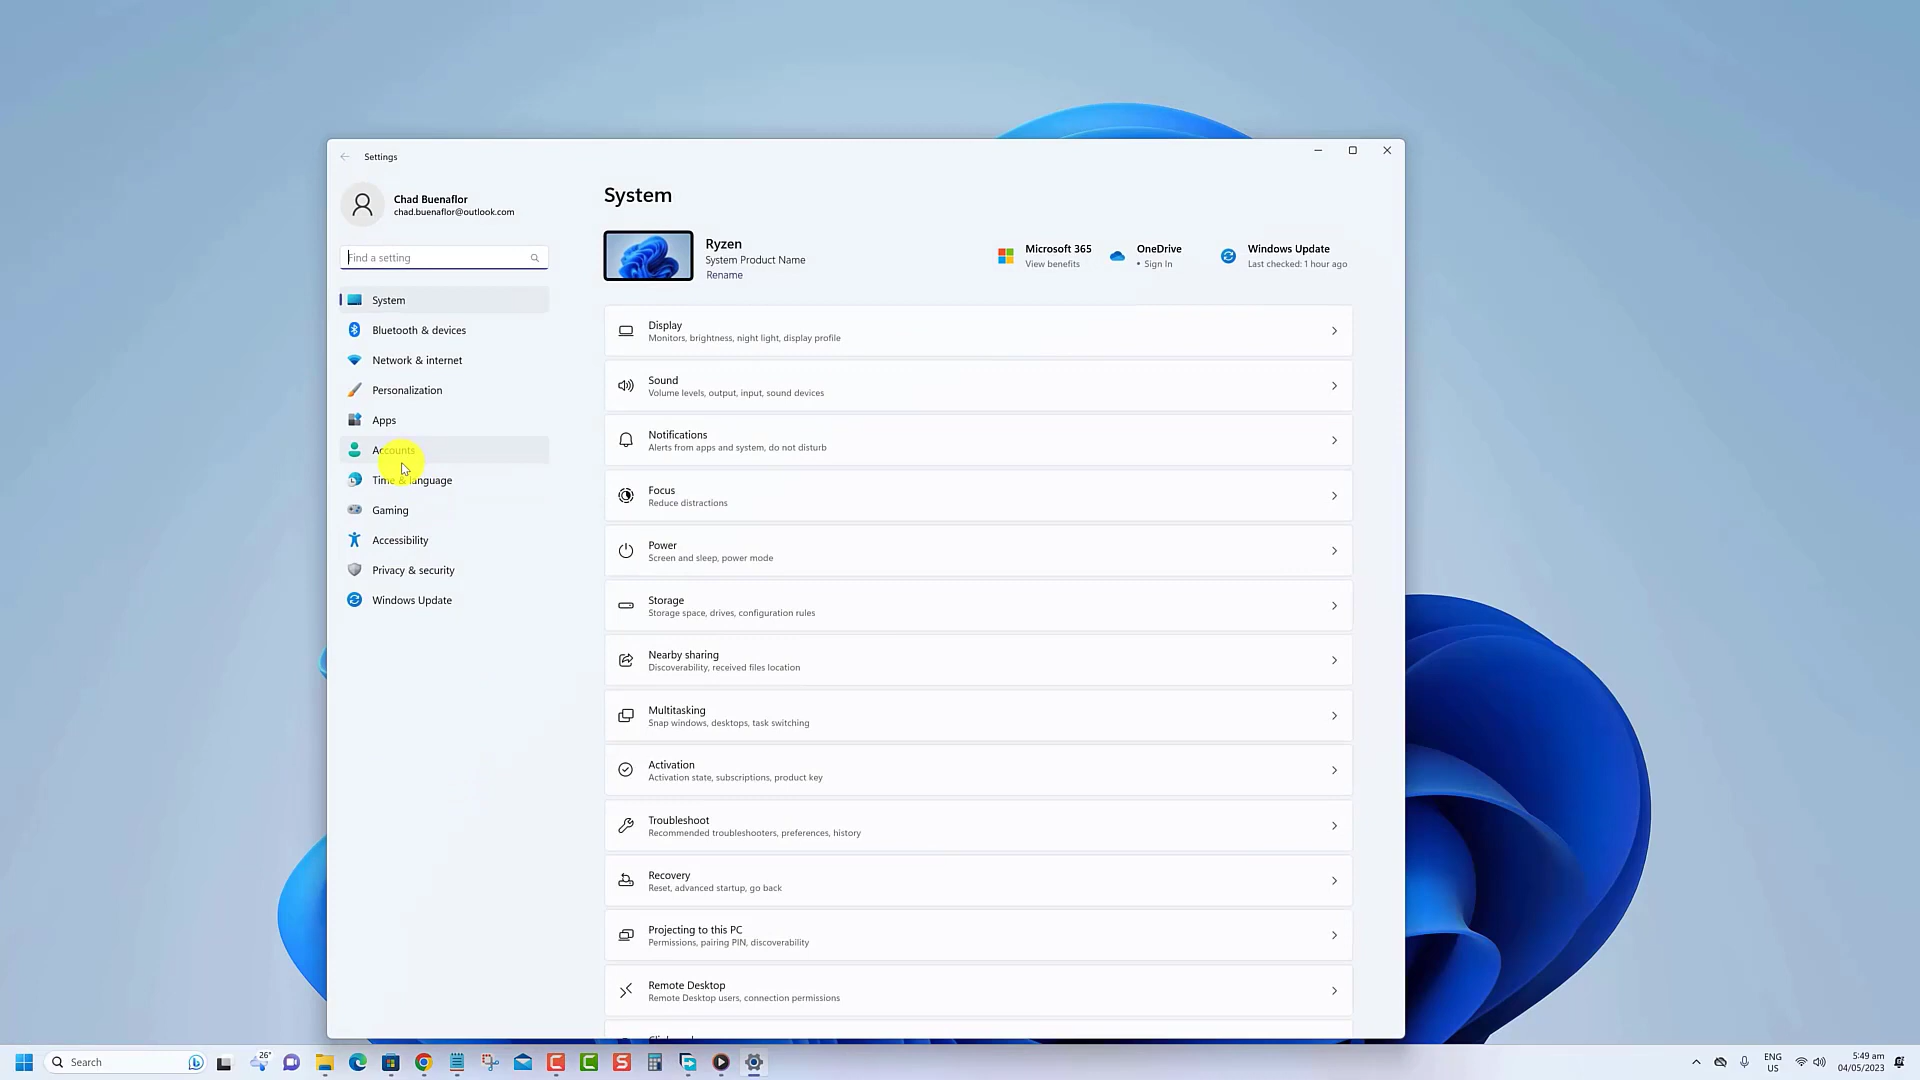 Settings
Chad Buenaflor
chad.buenaflor@outlook.com
Find a setting
System
Bluetooth & devices
Network & internet
Personalization
Apps
Accounts
Time & language
Gaming
Accessibility
Privacy & security
Windows Update
System
Ryzen
System Product Name
Rename
Microsoft 365
View benefits
OneDrive
• Sign In
Windows Update
Last checked: 1 hour ago
Display
Monitors, brightness, night light, display profile
Sound
Volume levels, output, input, sound devices
Notifications
Alerts from apps and system, do not disturb
Focus
Reduce distractions
Power
Screen and sleep, power mode
Storage
Storage space, drives, configuration rules
Nearby sharing
Discoverability, received files location
Multitasking
Snap windows, desktops, task switching
Activation
Activation state, subscriptions, product key
Troubleshoot
Recommended troubleshooters, preferences, history
Recovery
Reset, advanced startup, go back
Projecting to this PC
Permissions, pairing PIN, discoverability
Remote Desktop
Remote Desktop users, connection permissions
Search
26°
ENG
US
5:49 am
04/05/2023